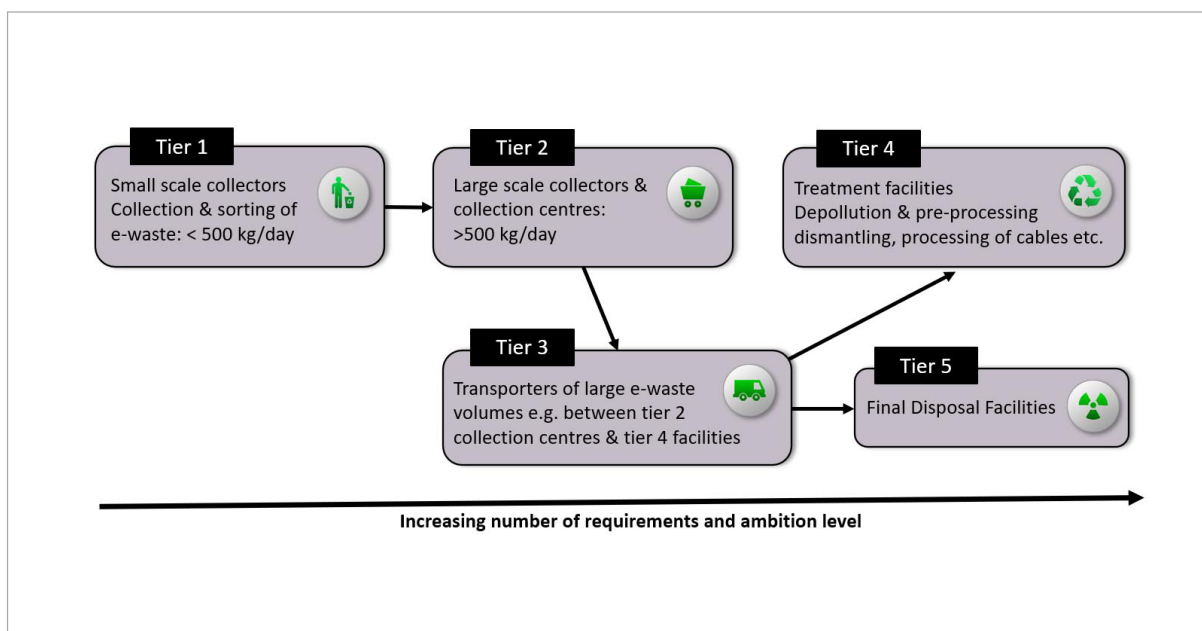 Tier 1
Small scale collectors
Collection & sorting of
e-waste: < 500 kg/day
Tier 2
Large scale collectors &
collection centres:
>500 kg/day
Tier 3
Transporters of large e-waste
volumes e.g. between tier 2
collection centres & tier 4 facilities
Tier 4
Treatment facilities
Depollution & pre-processing
dismantling, processing of cables etc.
Tier 5
Final Disposal Facilities
Increasing number of requirements and ambition level